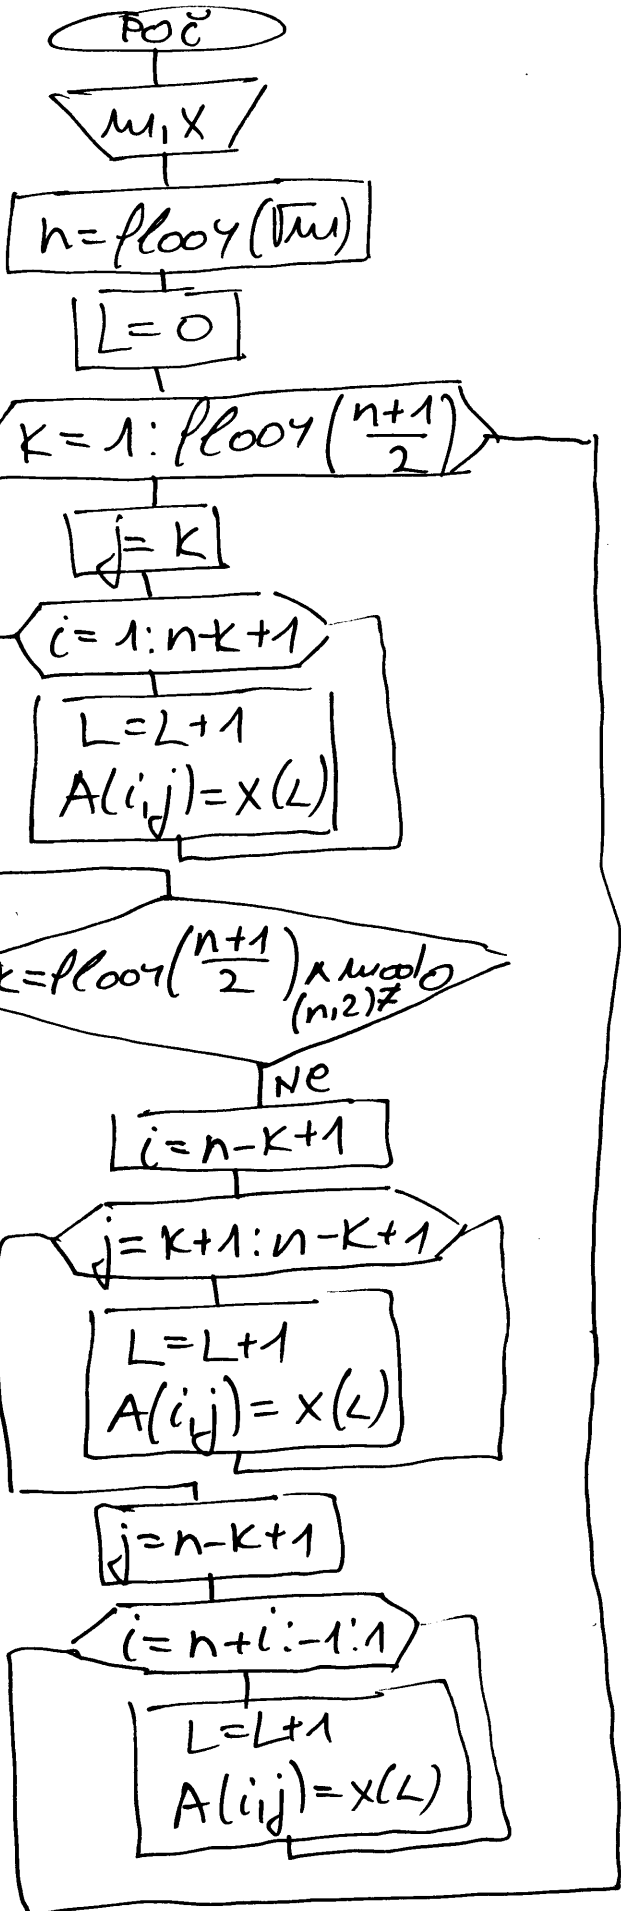 POČ
m, X
n=floor(√m)
L=0
K=1:floor(n+1/2)
j=K
i=1:n-K+1
L=L+1
A(i,j)=X(L)
K=floor(n+1/2) ∧ mod
(n,2)≠0
NE
i=n-K+1
j=K+1:n-K+1
L=L+1
A(i,j)=X(L)
j=n-K+1
i=n+i:-1:1
L=L+1
A(i,j)=X(L)